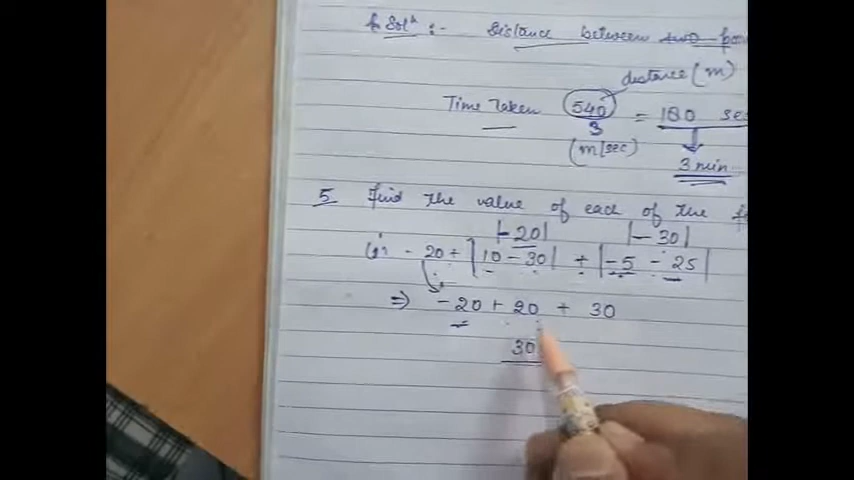 Solⁿ :- Distance between two
distance (m)
Time Taken 540/3 = 180 sec
(m/sec)
3 min
5 find the value of each of the
|-20| |-30|
(i) - 20 + |10 - 30| + |-5 - 25|
⇒ - 20 + 20 + 30
30